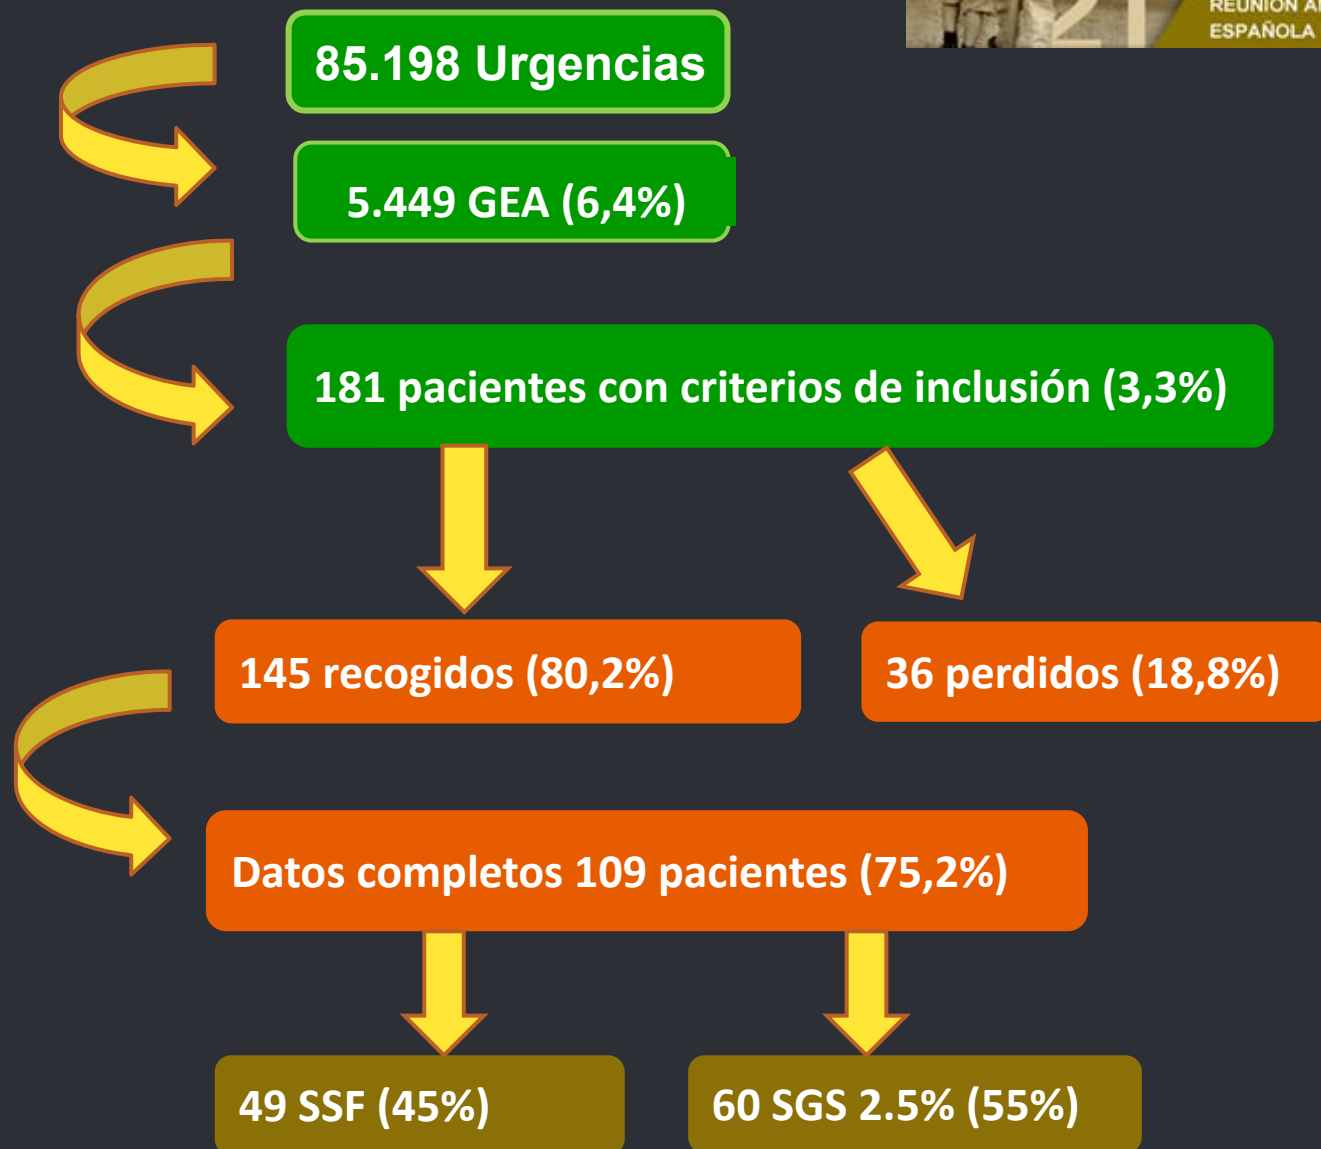 REUNIÓN
ESPAÑOLA
85.198 Urgencias
5.449 GEA (6,4%)
181 pacientes con criterios de inclusión (3,3%)
145 recogidos (80,2%)
36 perdidos (18,8%)
Datos completos 109 pacientes (75,2%)
49 SSF (45%)
60 SGS 2.5% (55%)